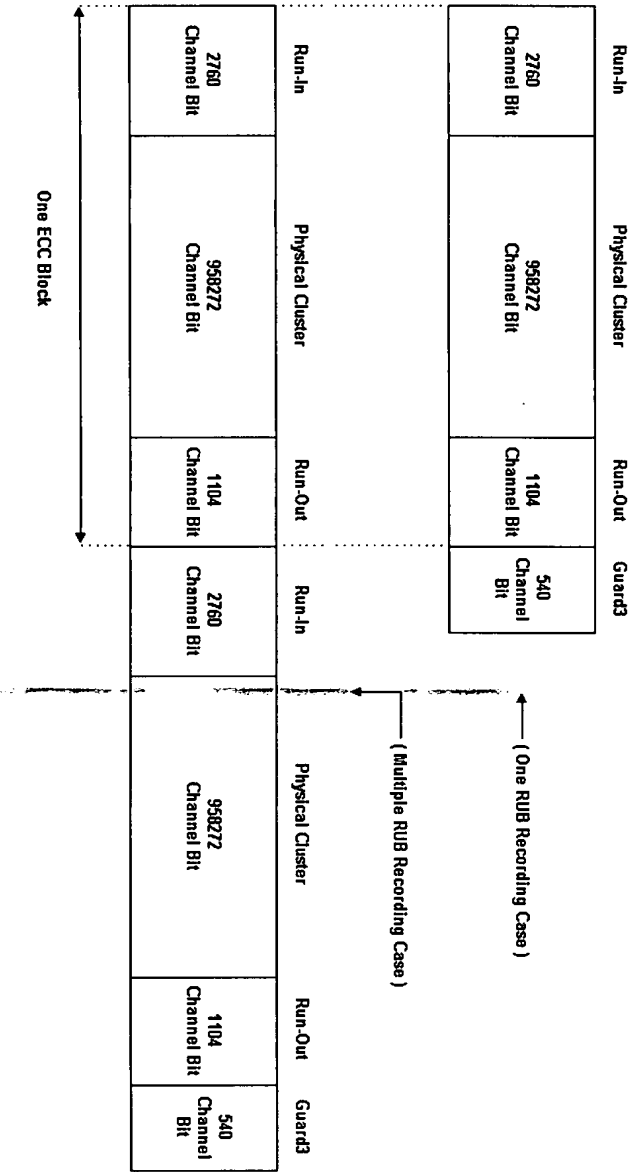 Run-In
Physical Cluster
Run-Out
Guard3
2760
Channel Bit
958272
Channel Bit
1104
Channel Bit
540
Channel
Bit
( One RUB Recording Case )
( Multiple RUB Recording Case )
Run-In
Physical Cluster
Run-Out
Run-In
Physical Cluster
Run-Out
Guard3
2760
Channel Bit
958272
Channel Bit
1104
Channel Bit
2760
Channel Bit
958272
Channel Bit
1104
Channel Bit
540
Channel
Bit
One ECC Block